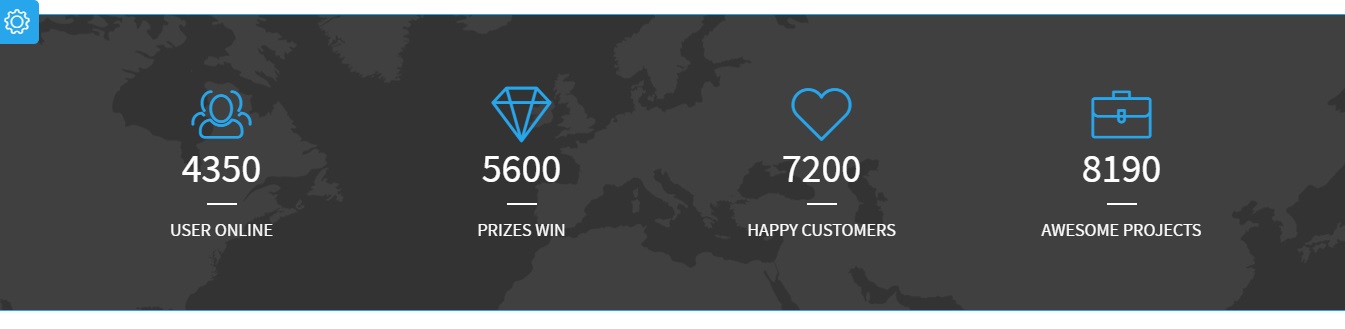 4350
5600
7200
8190
USER ONLINE
PRIZES WIN
HAPPY CUSTOMERS
AWESOME PROJECTS